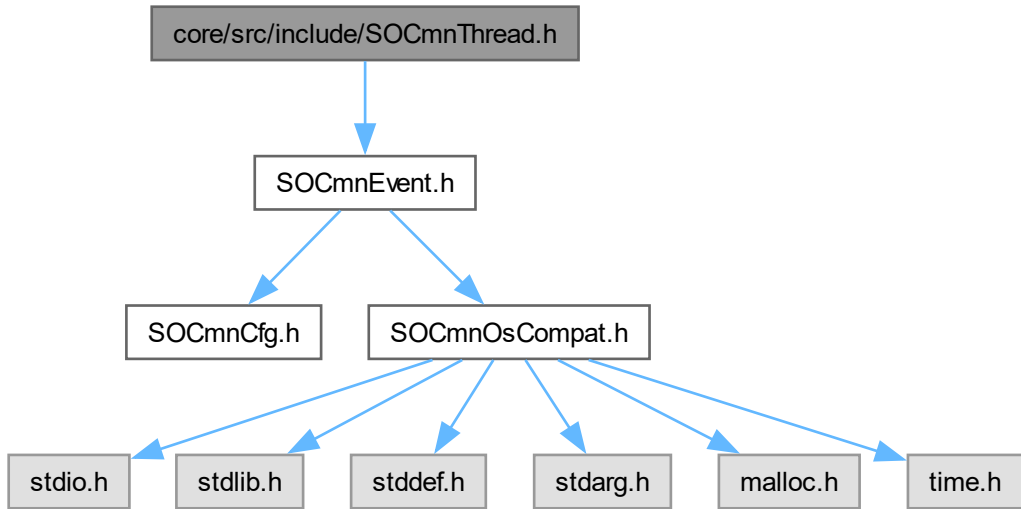 core/src/include/SOCmnThread.h
SOCmnEvent.h
SOCmnCfg.h
SOCmnOsCompat.h
stdio.h
stdlib.h
stddef.h
stdarg.h
malloc.h
time.h